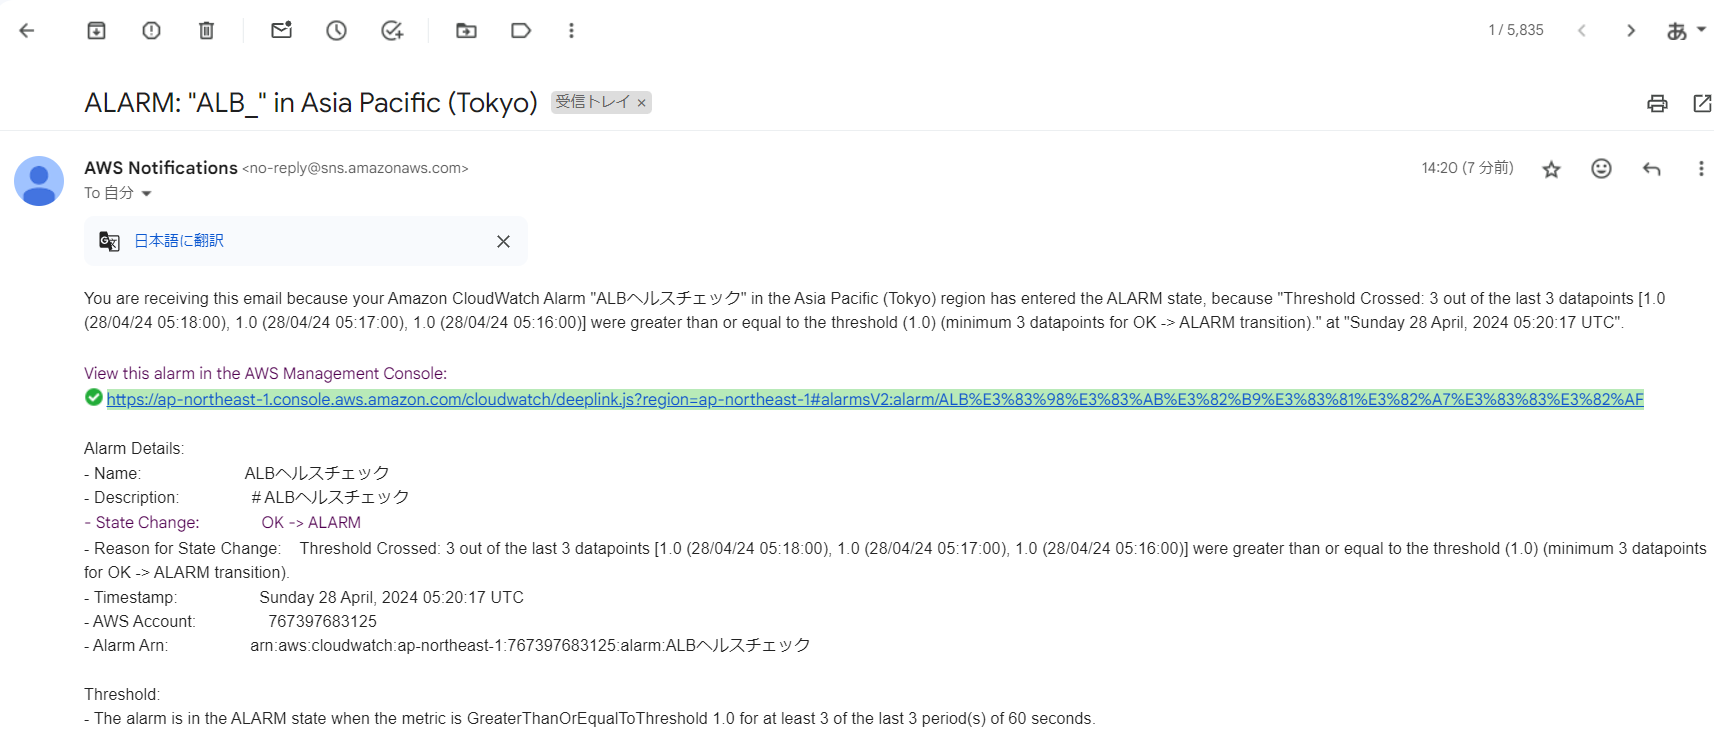 1 / 5,835
あ
ALARM: "ALB_" in Asia Pacific (Tokyo) 受信トレイ ×
AWS Notifications <no-reply@sns.amazonaws.com>
14:20 (7 分前)
To 自分
日本語に翻訳
You are receiving this email because your Amazon CloudWatch Alarm "ALBヘルスチェック" in the Asia Pacific (Tokyo) region has entered the ALARM state, because "Threshold Crossed: 3 out of the last 3 datapoints [1.0
(28/04/24 05:18:00), 1.0 (28/04/24 05:17:00), 1.0 (28/04/24 05:16:00)] were greater than or equal to the threshold (1.0) (minimum 3 datapoints for OK -> ALARM transition)." at "Sunday 28 April, 2024 05:20:17 UTC".
View this alarm in the AWS Management Console:
https://ap-northeast-1.console.aws.amazon.com/cloudwatch/deeplink.js?region=ap-northeast-1#alarmsV2:alarm/ALB%E3%83%98%E3%83%AB%E3%82%B9%E3%83%81%E3%82%A7%E3%83%83%E3%82%AF
Alarm Details:
- Name: ALBヘルスチェック
- Description: # ALBヘルスチェック
- State Change: OK -> ALARM
- Reason for State Change: Threshold Crossed: 3 out of the last 3 datapoints [1.0 (28/04/24 05:18:00), 1.0 (28/04/24 05:17:00), 1.0 (28/04/24 05:16:00)] were greater than or equal to the threshold (1.0) (minimum 3 datapoints
for OK -> ALARM transition).
- Timestamp: Sunday 28 April, 2024 05:20:17 UTC
- AWS Account: 767397683125
- Alarm Arn: arn:aws:cloudwatch:ap-northeast-1:767397683125:alarm:ALBヘルスチェック
Threshold:
- The alarm is in the ALARM state when the metric is GreaterThanOrEqualToThreshold 1.0 for at least 3 of the last 3 period(s) of 60 seconds.